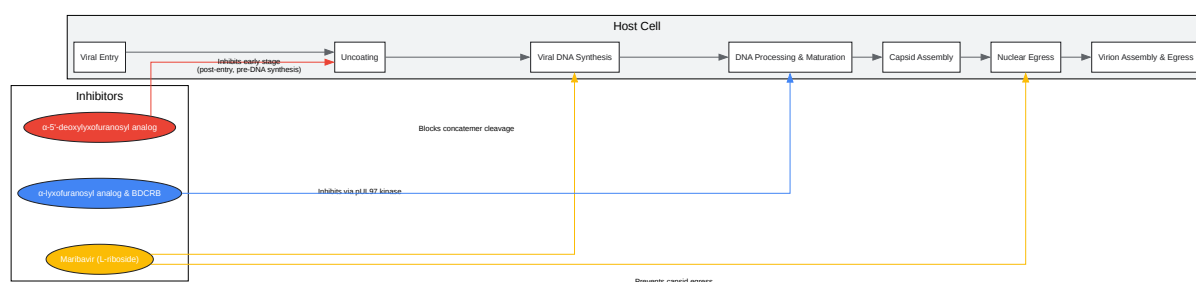 Host Cell
Viral Entry
Uncoating
Viral DNA Synthesis
DNA Processing & Maturation
Capsid Assembly
Nuclear Egress
Virion Assembly & Egress
Inhibits early stage
(post-entry, pre-DNA synthesis)
Inhibitors
α-5'-deoxylyxofuranosyl analog
Blocks concatemer cleavage
α-lyxofuranosyl analog & BDCRB
Inhibits via pUL97 kinase
Maribavir (L-riboside)
Prevents capsid egress